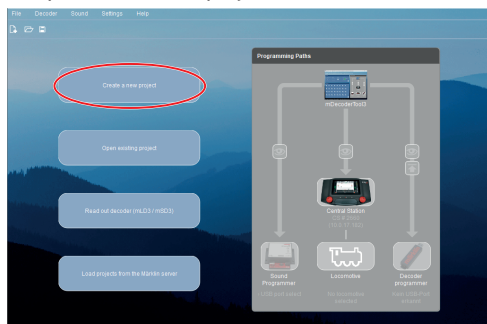 File Decoder Sound Settings Help
Create a new project
Open existing project
Read out decoder (mLD3 / mSD3)
Load projects from the Märklin server
Programming Paths
mDecoderTool3
Central Station
Sound
Programmer
Locomotive
Decoder
programmer